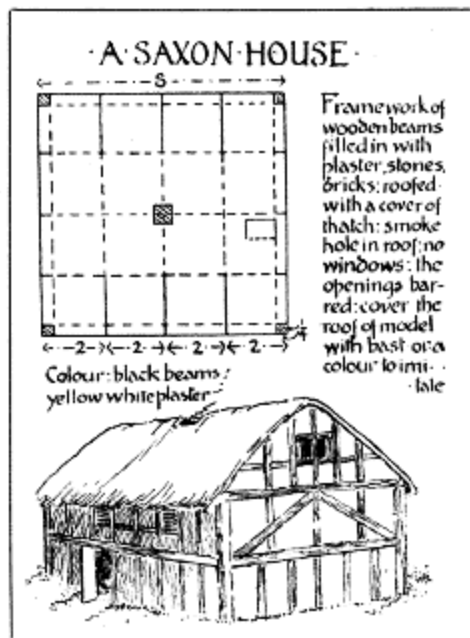 ·A·SAXON·HOUSE·
8
Framework of
wooden beams
filled in with
plaster, stones,
bricks: roofed
with a cover of
thatch: smoke
hole in roof: no
windows: the
openings bar-
red: cover the
roof of model
with bast or a
colour to imi-
tate
2 2 2 2
Colour: black beams
yellow white plaster